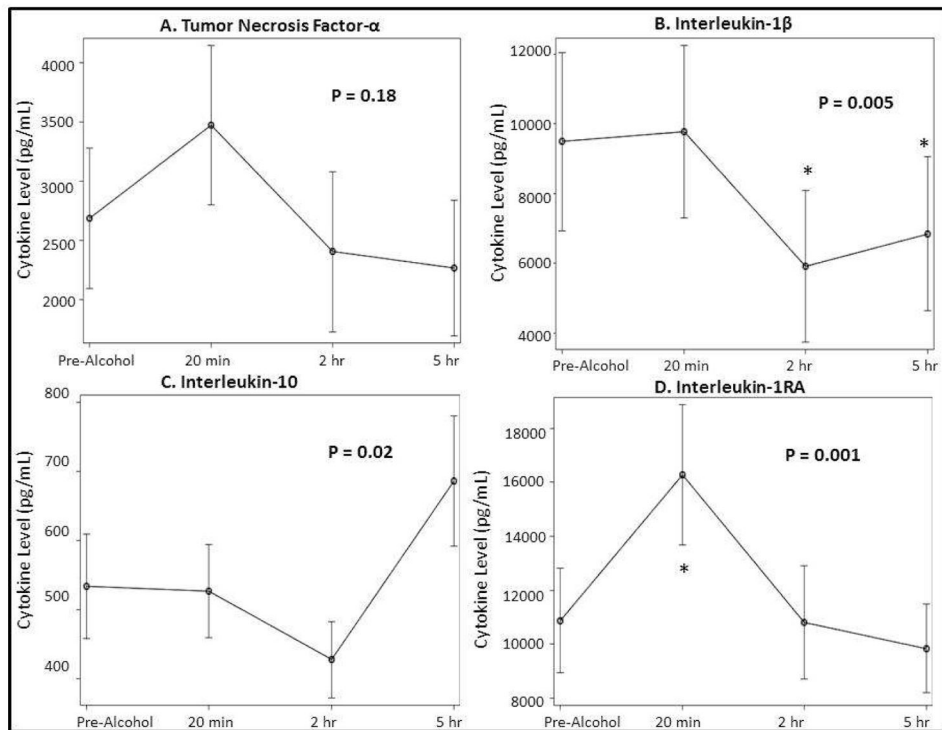 A. Tumor Necrosis Factor-α
Cytokine Level (pg/mL)
4000
3500
3000
2500
2000
P = 0.18
Pre-Alcohol 20 min 2 hr 5 hr
B. Interleukin-1β
Cytokine Level (pg/mL)
12000
10000
8000
6000
4000
P = 0.005
*
*
Pre-Alcohol 20 min 2 hr 5 hr
C. Interleukin-10
Cytokine Level (pg/mL)
800
700
600
500
400
P = 0.02
Pre-Alcohol 20 min 2 hr 5 hr
D. Interleukin-1RA
Cytokine Level (pg/mL)
18000
16000
14000
12000
10000
8000
P = 0.001
*
Pre-Alcohol 20 min 2 hr 5 hr